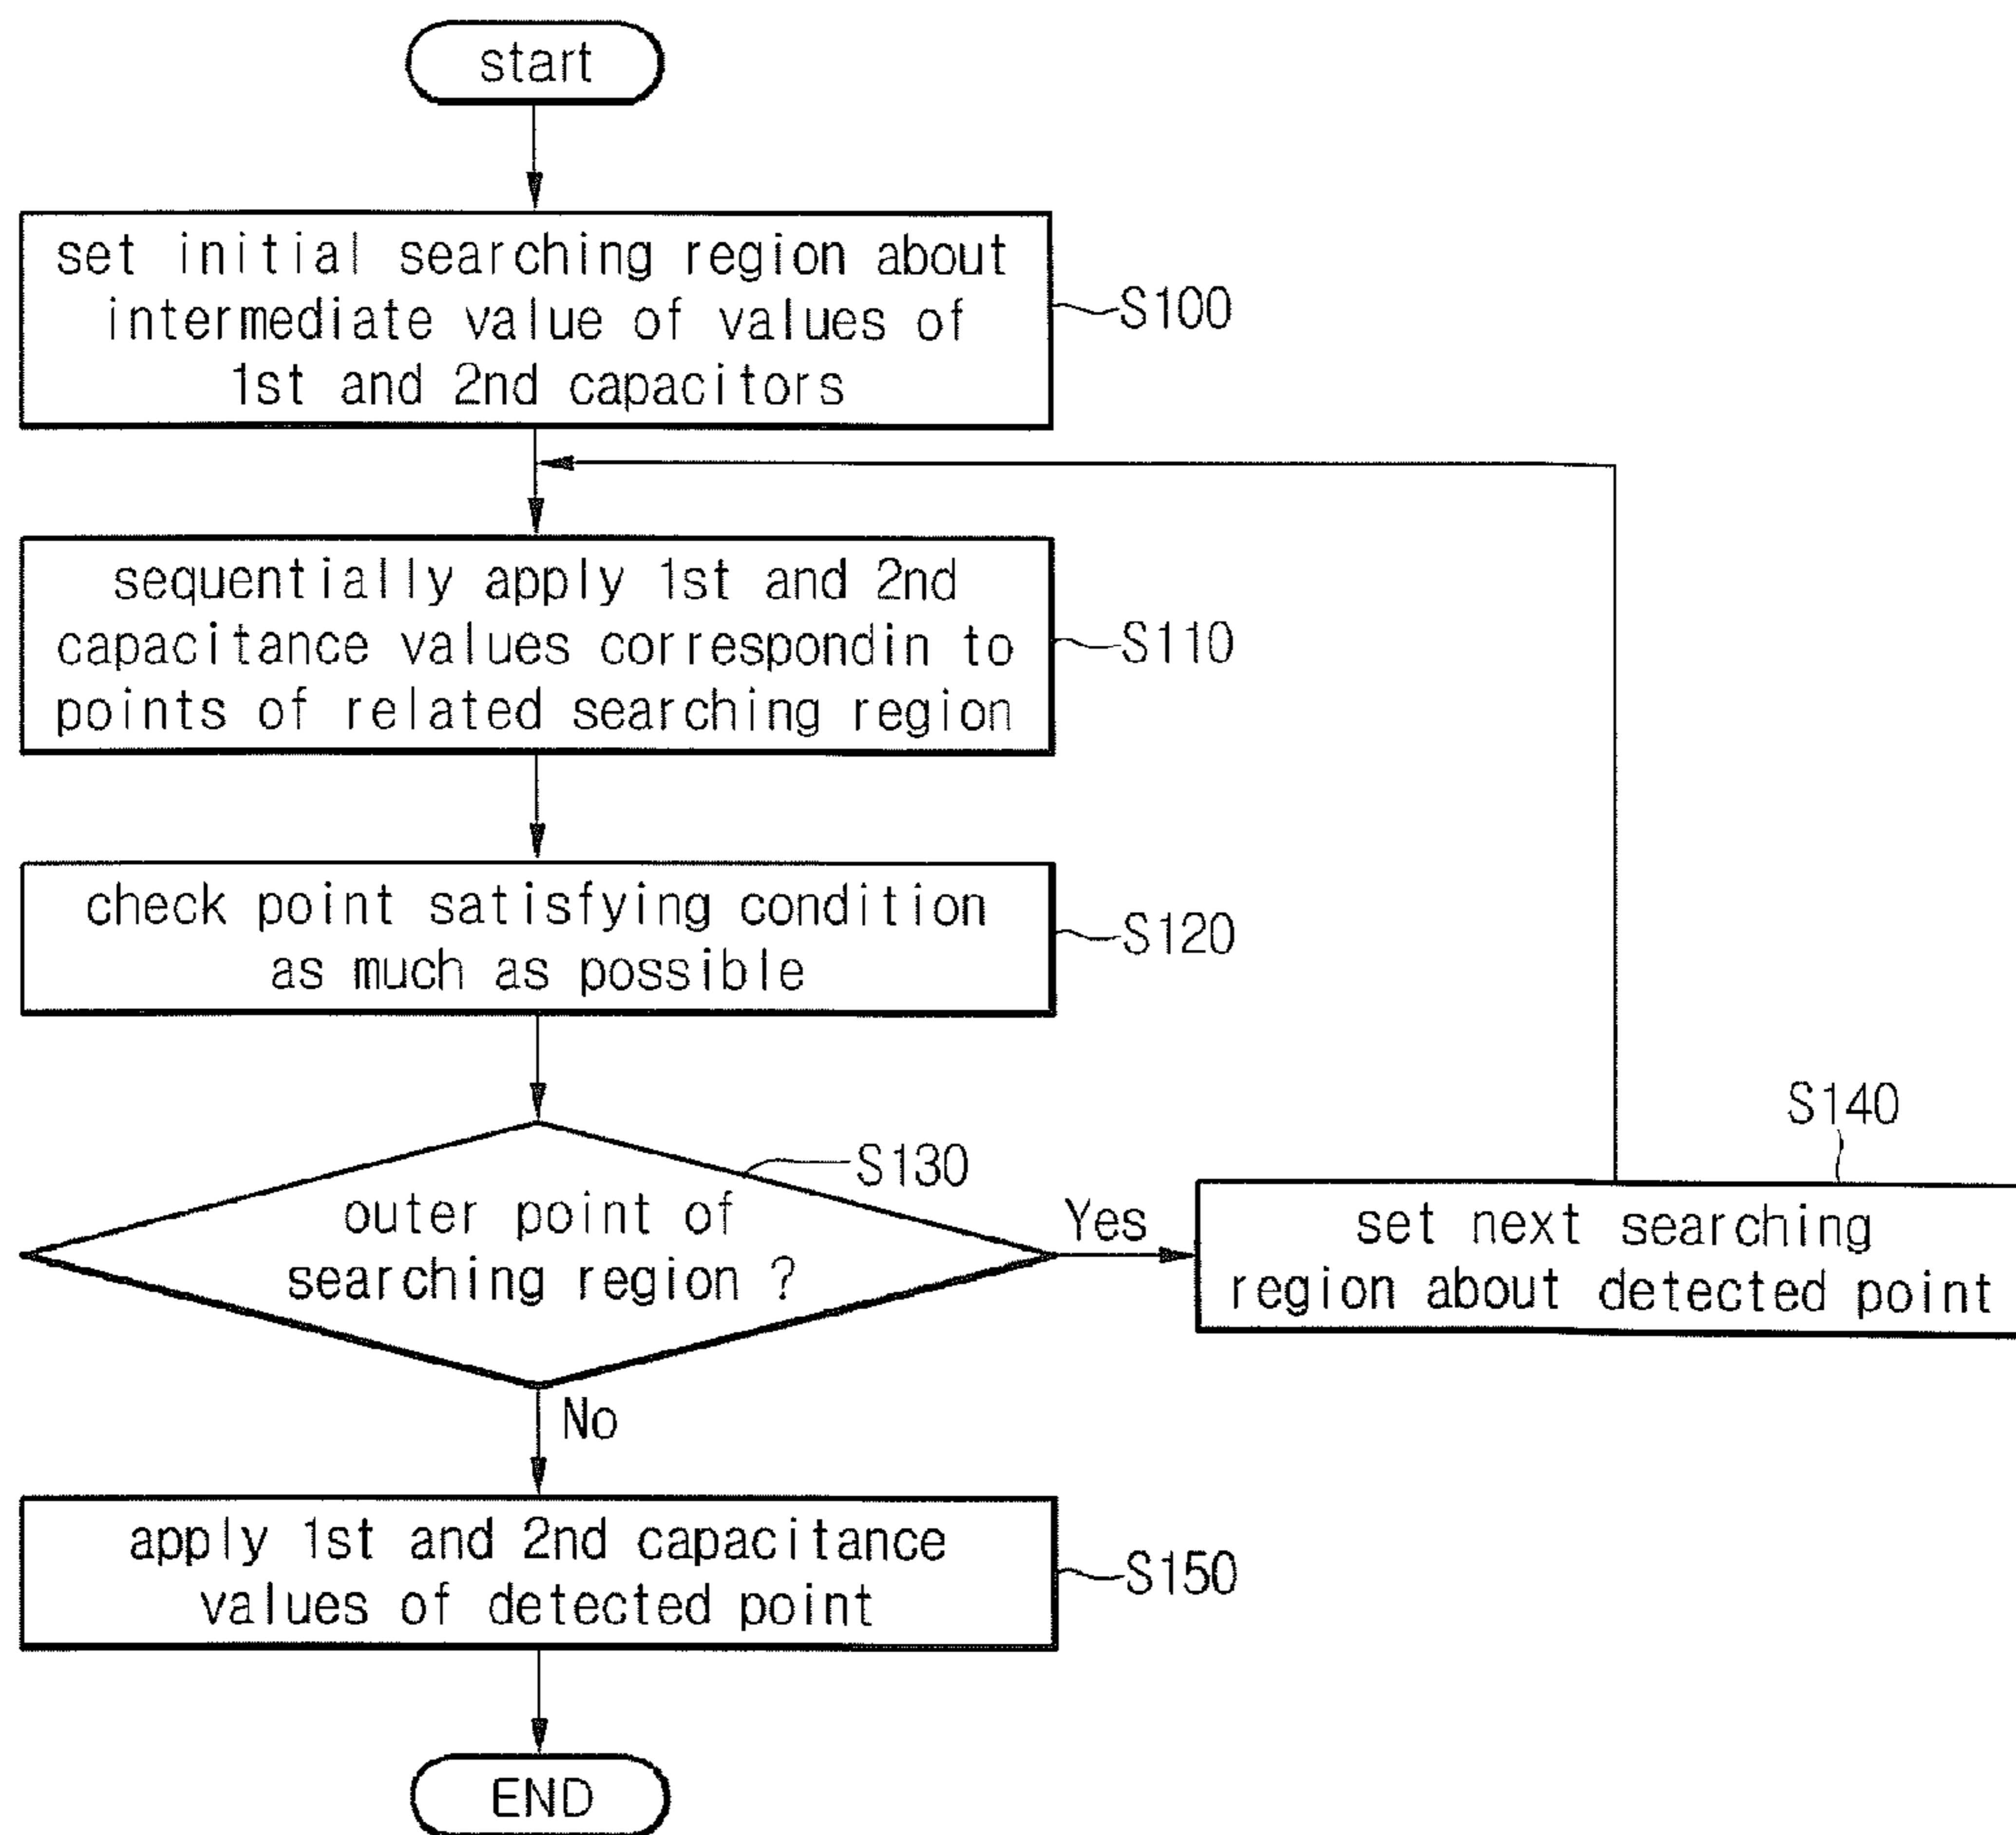 start
set initial searching region about
intermediate value of values of
1st and 2nd capacitors
S100
sequentially apply 1st and 2nd
capacitance values correspondin to
points of related searching region
S110
check point satisfying condition
as much as possible
S120
outer point of
searching region ?
S130
Yes
S140
set next searching
region about detected point
No
apply 1st and 2nd capacitance
values of detected point
S150
END